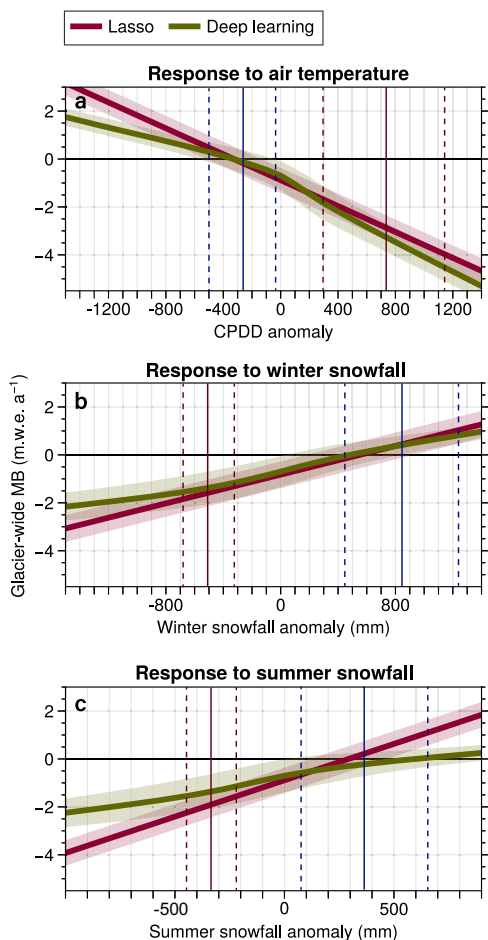 Lasso Deep learning
Response to air temperature
a
2
0
−2
−4
-1200 -800 -400 0 400 800 1200
CPDD anomaly
Response to winter snowfall
b
2
0
−2
−4
-800 0 800
Winter snowfall anomaly (mm)
Glacier-wide MB (m.w.e. a⁻¹)
Response to summer snowfall
c
2
0
−2
−4
-500 0 500
Summer snowfall anomaly (mm)